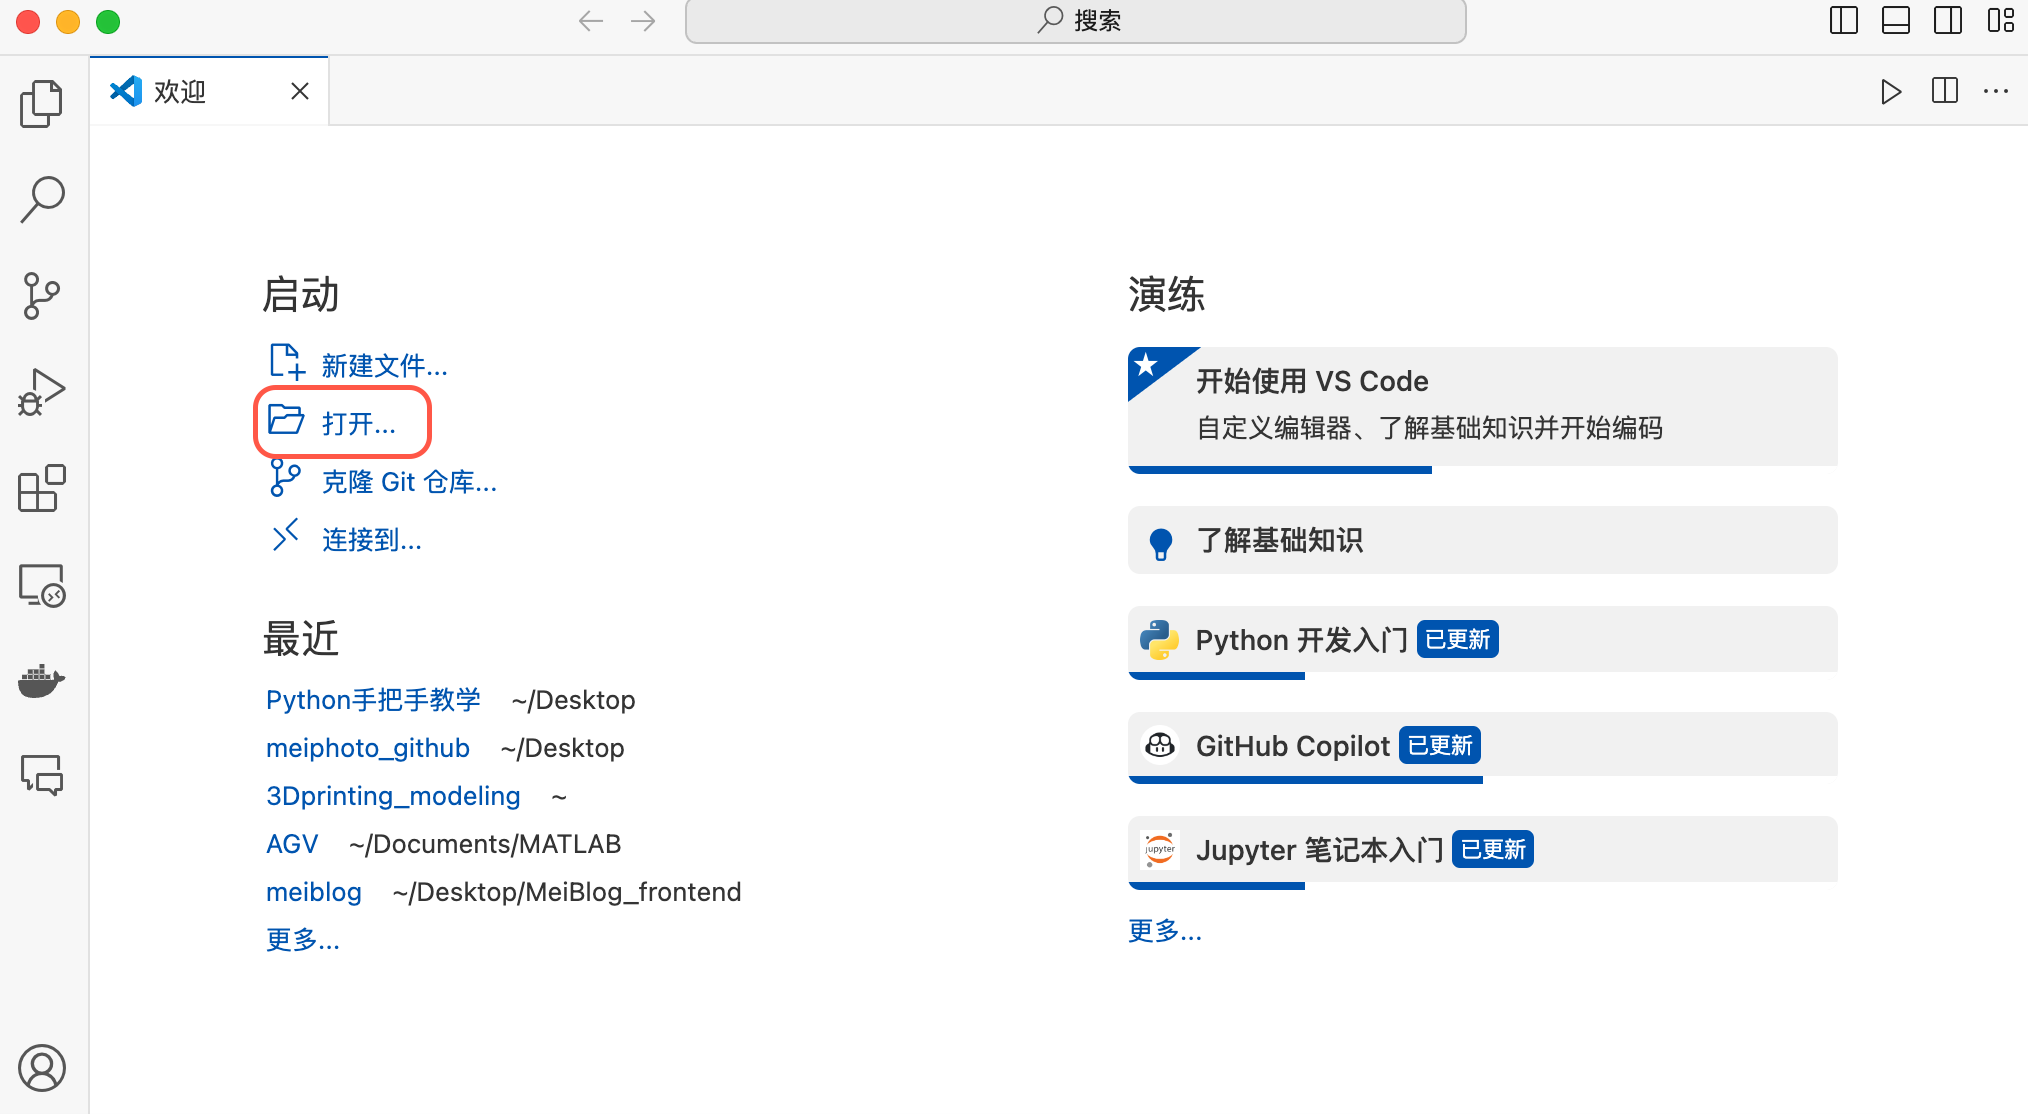 搜索
欢迎
启动
新建文件...
打开...
克隆 Git 仓库...
连接到...
最近
Python手把手教学 ~/Desktop
meiphoto_github ~/Desktop
3Dprinting_modeling ~
AGV ~/Documents/MATLAB
meiblog ~/Desktop/MeiBlog_frontend
更多...
演练
开始使用 VS Code
自定义编辑器、了解基础知识并开始编码
了解基础知识
Python 开发入门 已更新
GitHub Copilot 已更新
jupyter
Jupyter 笔记本入门 已更新
更多...